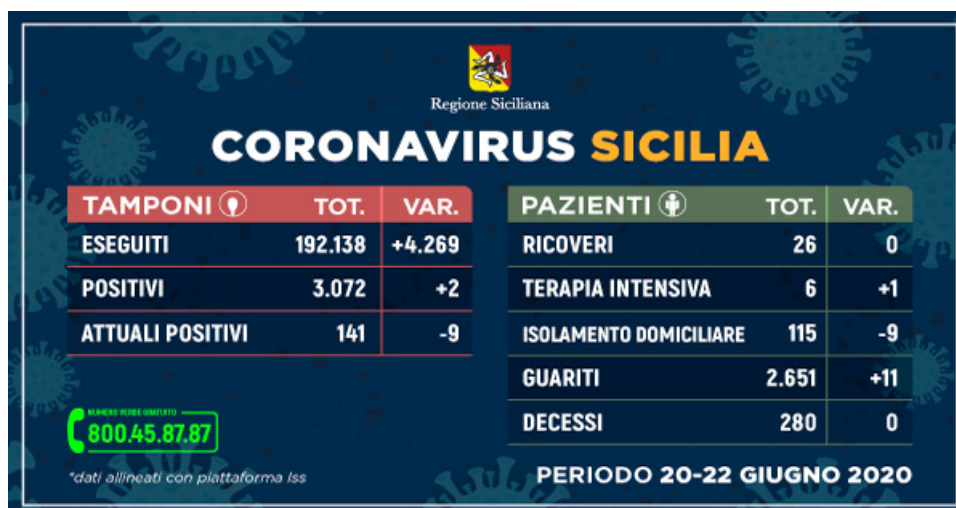 Regione Siciliana
CORONAVIRUS SICILIA
TAMPONI TOT. VAR.
ESEGUITI 192.138 +4.269
POSITIVI 3.072 +2
ATTUALI POSITIVI 141 -9
PAZIENTI TOT. VAR.
RICOVERI 26 0
TERAPIA INTENSIVA 6 +1
ISOLAMENTO DOMICILIARE 115 -9
GUARITI 2.651 +11
DECESSI 280 0
NUMERO VERDE GRATUITO
800.45.87.87
*dati allineati con piattaforma Iss
PERIODO 20-22 GIUGNO 2020